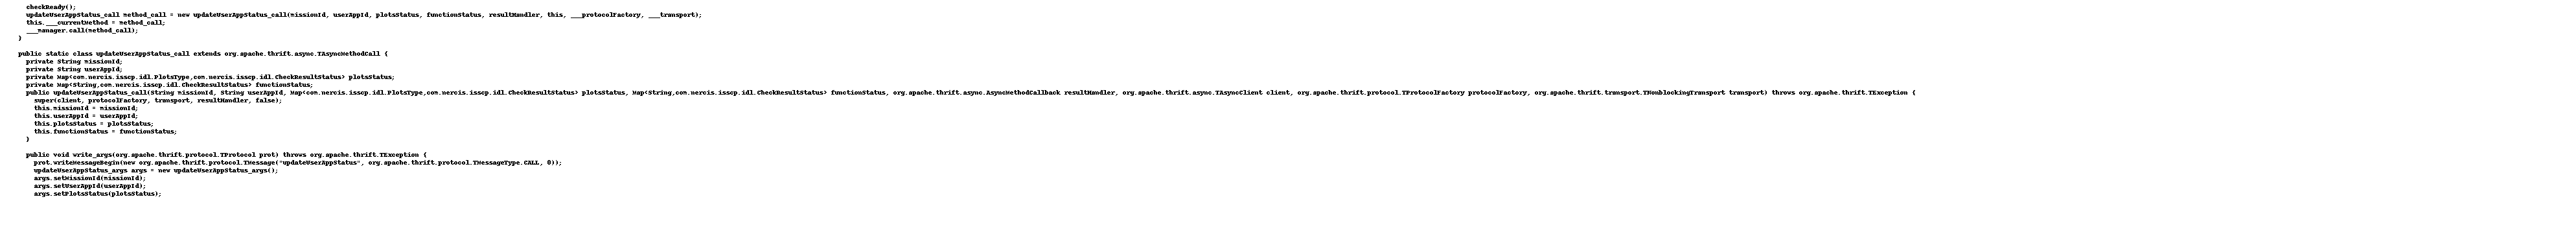 checkReady();
updateUserAppStatus_call method_call = new updateUserAppStatus_call(missionId, userAppId, plotsStatus, functionStatus, resultHandler, this, ___protocolFactory, ___transport);
this.___currentMethod = method_call;
___manager.call(method_call);
}
public static class updateUserAppStatus_call extends org.apache.thrift.async.TAsyncMethodCall {
private String missionId;
private String userAppId;
private Map<com.nercis.isscp.idl.PlotsType,com.nercis.isscp.idl.CheckResultStatus> plotsStatus;
private Map<String,com.nercis.isscp.idl.CheckResultStatus> functionStatus;
public updateUserAppStatus_call(String missionId, String userAppId, Map<com.nercis.isscp.idl.PlotsType,com.nercis.isscp.idl.CheckResultStatus> plotsStatus, Map<String,com.nercis.isscp.idl.CheckResultStatus> functionStatus, org.apache.thrift.async.AsyncMethodCallback resultHandler, org.apache.thrift.async.TAsyncClient client, org.apache.thrift.protocol.TProtocolFactory protocolFactory, org.apache.thrift.transport.TNonblockingTransport transport) throws org.apache.thrift.TException {
super(client, protocolFactory, transport, resultHandler, false);
this.missionId = missionId;
this.userAppId = userAppId;
this.plotsStatus = plotsStatus;
this.functionStatus = functionStatus;
}
public void write_args(org.apache.thrift.protocol.TProtocol prot) throws org.apache.thrift.TException {
prot.writeMessageBegin(new org.apache.thrift.protocol.TMessage("updateUserAppStatus", org.apache.thrift.protocol.TMessageType.CALL, 0));
updateUserAppStatus_args args = new updateUserAppStatus_args();
args.setMissionId(missionId);
args.setUserAppId(userAppId);
args.setPlotsStatus(plotsStatus);